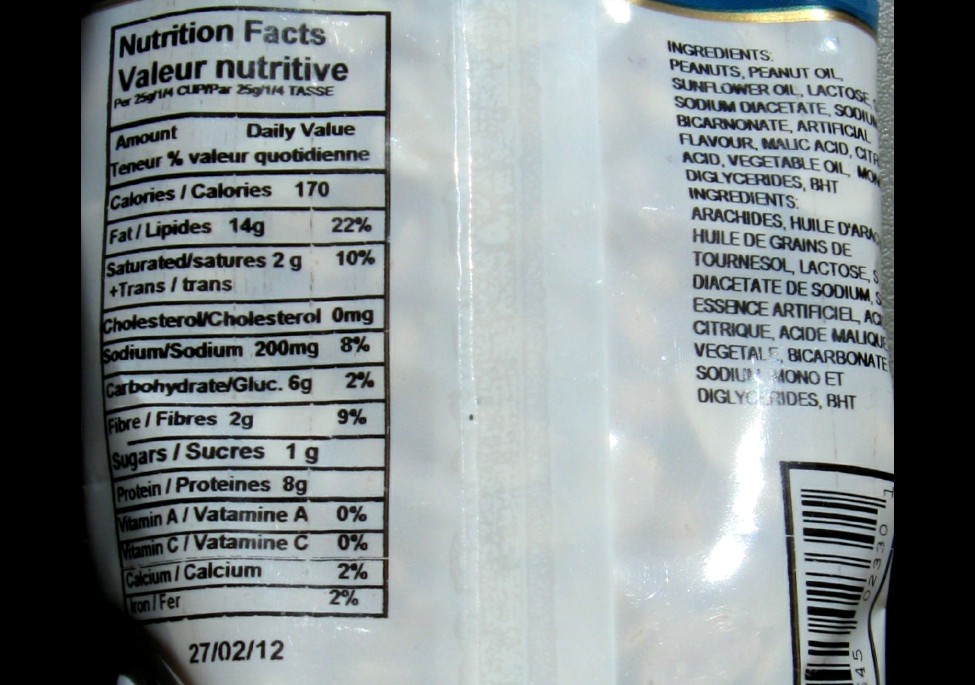 Nutrition Facts
Valeur nutritive
Per 25g/1/4 CUP/Par 25g/1/4 TASSE
Amount Daily Value
Teneur % valeur quotidienne
Calories / Calories 170
Fat / Lipides 14g 22%
Saturated/satures 2 g 10%
+Trans / trans
Cholesterol/Cholesterol 0mg
Sodium/Sodium 200mg 8%
Carbohydrate/Gluc. 6g 2%
Fibre / Fibres 2g 9%
Sugars / Sucres 1 g
Protein / Proteines 8g
Vitamin A / Vatamine A 0%
Vitamin C / Vatamine C 0%
Calcium / Calcium 2%
Iron / Fer 2%
27/02/12
INGREDIENTS:
PEANUTS, PEANUT OIL,
SUNFLOWER OIL, LACTOSE,
SODIUM DIACETATE, SODIUM
BICARNONATE, ARTIFICIAL
FLAVOUR, MALIC ACID,
ACID, VEGETABLE OIL,
DIGLYCERIDES, BHT
INGREDIENTS:
ARACHIDES, HUILE
HUILE DE GRAINS DE
TOURNESOL, LACTOSE,
DIACETATE DE SODIUM,
ESSENCE ARTIFICIEL,
CITRIQUE, ACIDE MALIQUE
VEGETALE, BICARBONATE
SODIUM, MONO ET
DIGLYCERIDES, BHT
02330